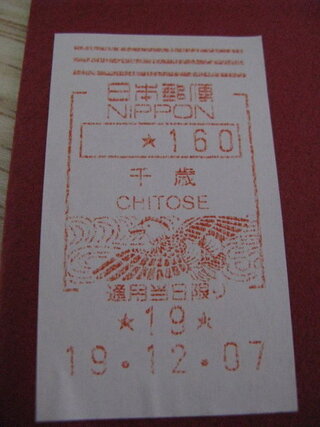 日本郵便
NIPPON
★160
千歳
CHITOSE
適用当日限り
★19★
19.12.07